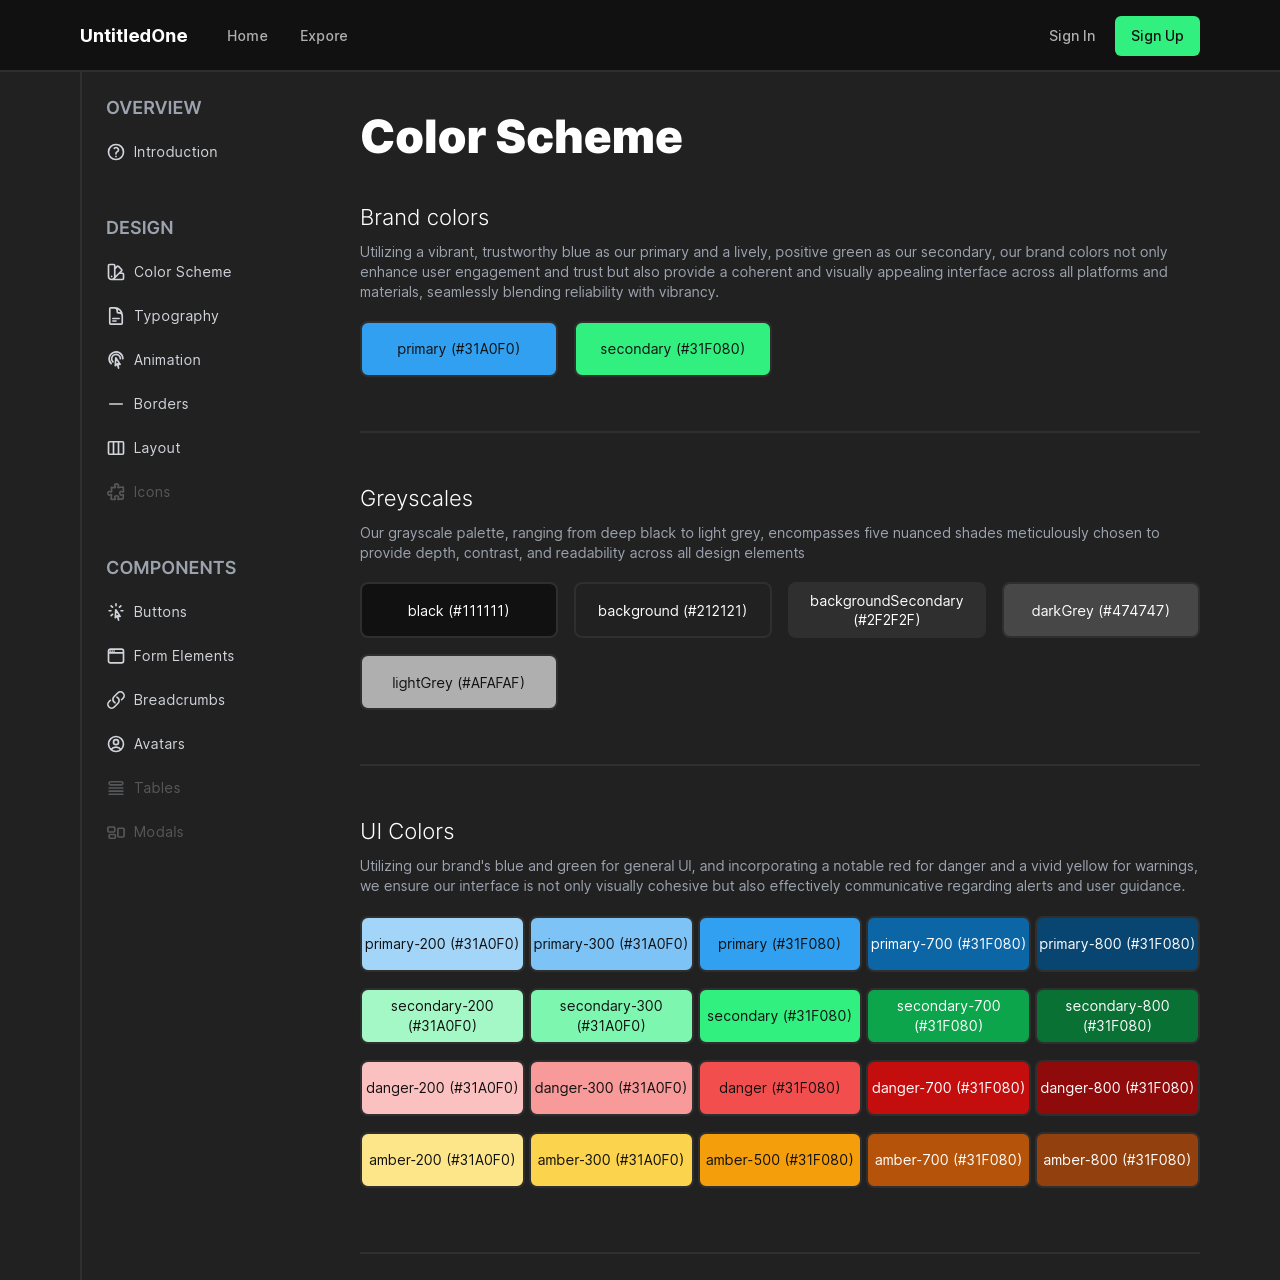 UntitledOne
Home
Expore
Sign In
Sign Up
OVERVIEW
Introduction
DESIGN
Color Scheme
Typography
Animation
Borders
Layout
Icons
COMPONENTS
Buttons
Form Elements
Breadcrumbs
Avatars
Tables
Modals
Color Scheme
Brand colors
Utilizing a vibrant, trustworthy blue as our primary and a lively, positive green as our secondary, our brand colors not only
enhance user engagement and trust but also provide a coherent and visually appealing interface across all platforms and
materials, seamlessly blending reliability with vibrancy.
primary (#31A0F0)
secondary (#31F080)
Greyscales
Our grayscale palette, ranging from deep black to light grey, encompasses five nuanced shades meticulously chosen to
provide depth, contrast, and readability across all design elements
black (#111111)
background (#212121)
backgroundSecondary
(#2F2F2F)
darkGrey (#474747)
lightGrey (#AFAFAF)
UI Colors
Utilizing our brand's blue and green for general UI, and incorporating a notable red for danger and a vivid yellow for warnings,
we ensure our interface is not only visually cohesive but also effectively communicative regarding alerts and user guidance.
primary-200 (#31A0F0)
primary-300 (#31A0F0)
primary (#31F080)
primary-700 (#31F080)
primary-800 (#31F080)
secondary-200
(#31A0F0)
secondary-300
(#31A0F0)
secondary (#31F080)
secondary-700
(#31F080)
secondary-800
(#31F080)
danger-200 (#31A0F0)
danger-300 (#31A0F0)
danger (#31F080)
danger-700 (#31F080)
danger-800 (#31F080)
amber-200 (#31A0F0)
amber-300 (#31A0F0)
amber-500 (#31F080)
amber-700 (#31F080)
amber-800 (#31F080)